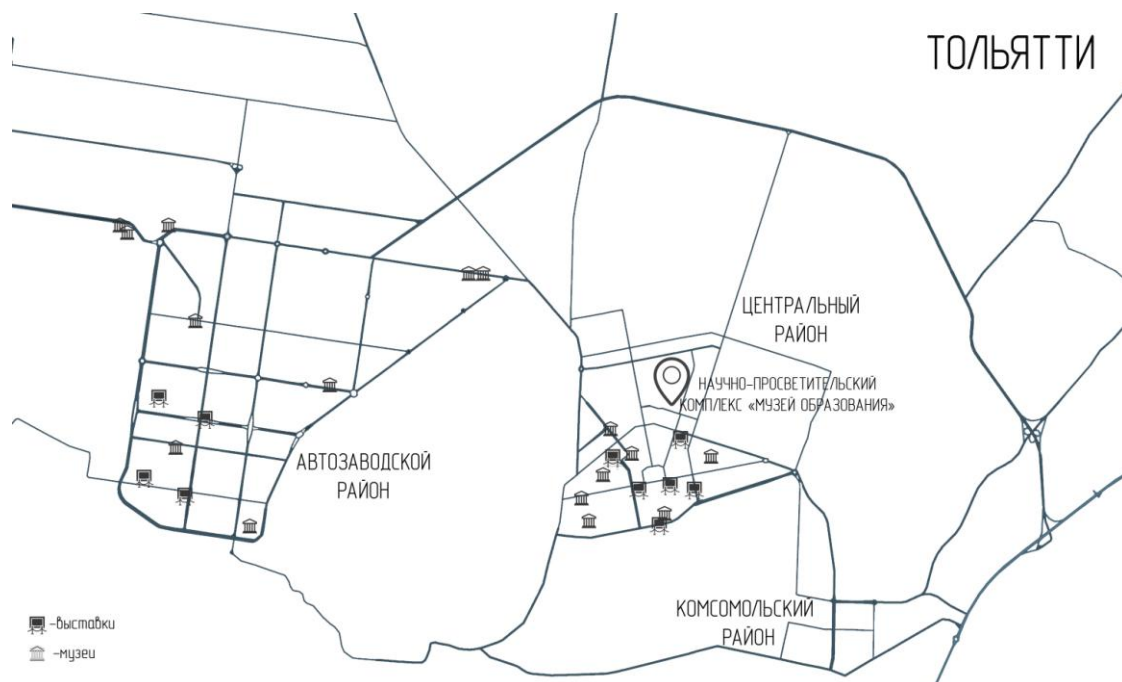 ТОЛЬЯТТИ
ЦЕНТРАЛЬНЫЙ
РАЙОН
НАУЧНО-ПРОСВЕТИТЕЛЬСКИЙ
КОМПЛЕКС «МУЗЕЙ ОБРАЗОВАНИЯ»
АВТОЗАВОДСКОЙ
РАЙОН
КОМСОМОЛЬСКИЙ
РАЙОН
-выставки
-музеи